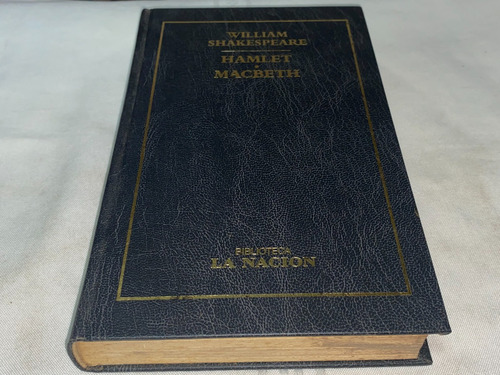 WILLIAM
SHAKESPEARE
HAMLET
MACBETH
BIBLIOTECA
LA NACION